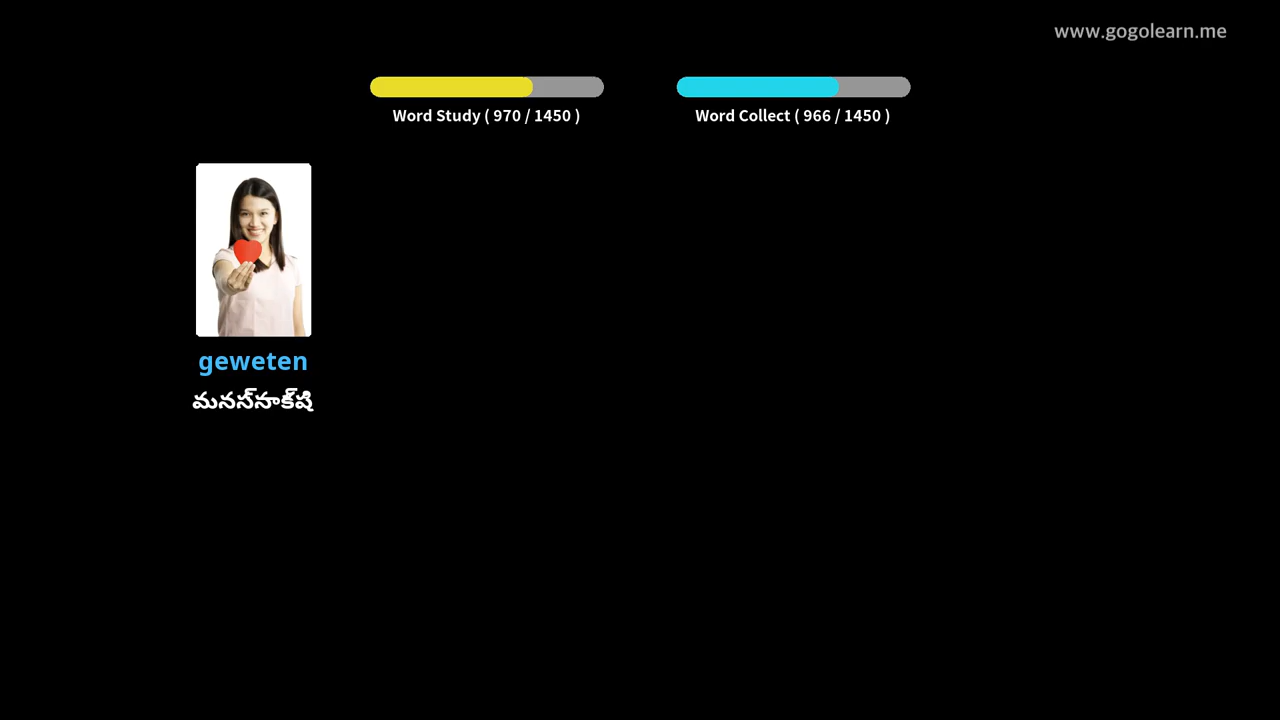 www.gogolearn.me
Word Study ( 970 / 1450 )
Word Collect ( 966 / 1450 )
geweten
మనస్‌సాక్‌షి